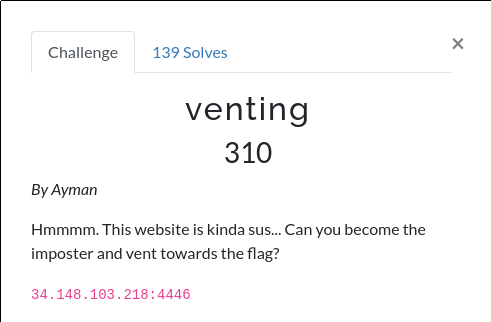 Challenge
139 Solves
×
venting
310
By Ayman
Hmmmm. This website is kinda sus... Can you become the
imposter and vent towards the flag?
34.148.103.218:4446